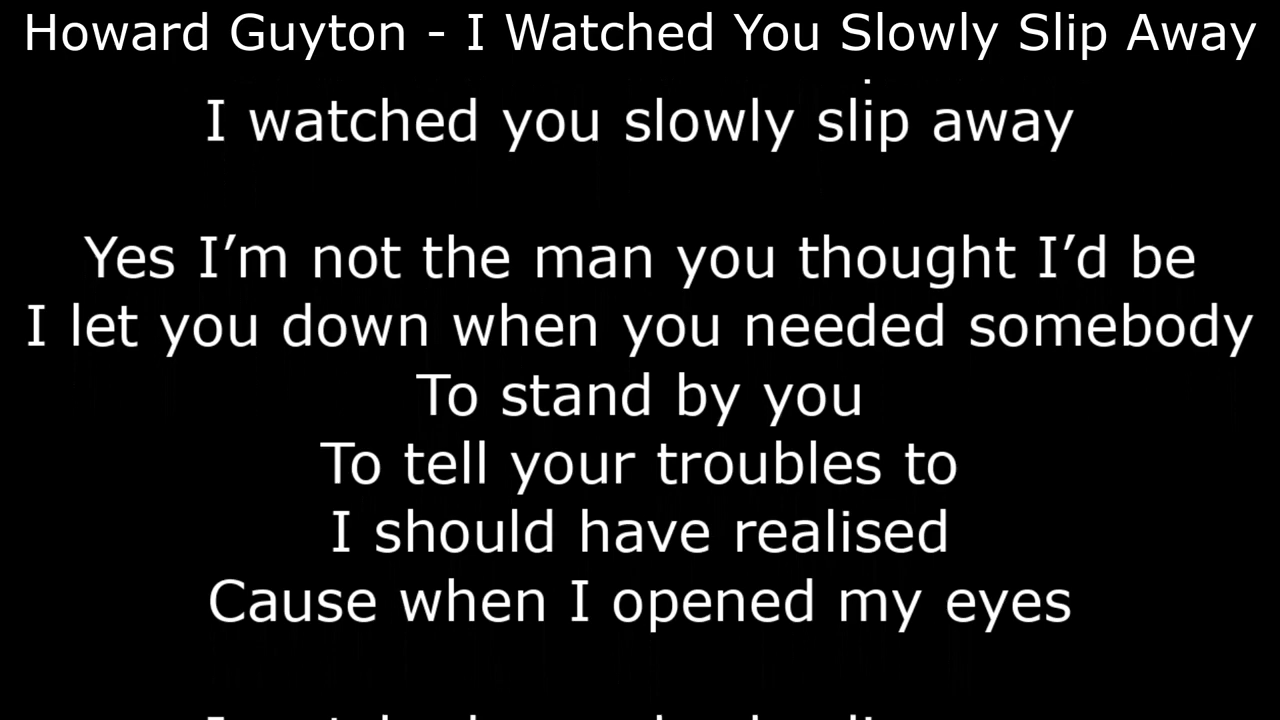 Howard Guyton - I Watched You Slowly Slip Away
I watched you slowly slip away
Yes I’m not the man you thought I’d be
I let you down when you needed somebody
To stand by you
To tell your troubles to
I should have realised
Cause when I opened my eyes